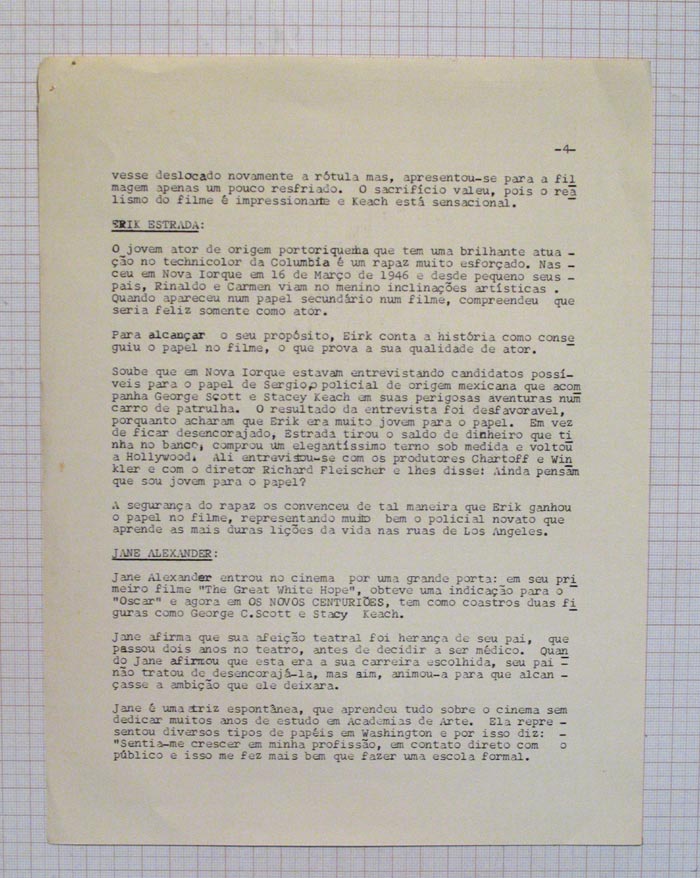 -4-
vesse deslocado novamente a rótula mas, apresentou-se para a fil
magem apenas um pouco resfriado. O sacrifício valeu, pois o rea
lismo do filme é impressionante e Keach está sensacional.
ERIK ESTRADA:
O jovem ator de origem portoriquenha que tem uma brilhante atua -
ção no technicolor da Columbia é um rapaz muito esforçado. Nas -
ceu em Nova Iorque em 16 de Março de 1946 e desde pequeno seus -
pais, Rinaldo e Carmen viam no menino inclinações artísticas .
Quando apareceu num papel secundário num filme, compreendeu que
seria feliz somente como ator.
Para alcançar o seu propósito, Eirk conta a história como conse
guiu o papel no filme, o que prova a sua qualidade de ator.
Soube que em Nova Iorque estavam entrevistando candidatos possí-
veis para o papel de Sergio, policial de origem mexicana que acom
panha George Scott e Stacey Keach em suas perigosas aventuras num
carro de patrulha. O resultado da entrevista foi desfavoravel,
porquanto acharam que Erik era muito jovem para o papel. Em vez
de ficar desencorajado, Estrada tirou o saldo de dinheiro que ti
nha no banco, comprou um elegantíssimo terno sob medida e voltou
a Hollywood. Ali entrevisou-se com os produtores Chartoff e Win
kler e com o diretor Richard Fleischer e lhes disse: Ainda pensam
que sou jovem para o papel?
A segurança do rapaz os convenceu de tal maneira que Erik ganhou
o papel no filme, representando muito bem o policial novato que
aprende as mais duras lições da vida nas ruas de Los Angeles.
JANE ALEXANDER:
Jane Alexander entrou no cinema por uma grande porta: em seu pri
meiro filme "The Great White Hope", obteve uma indicação para o
"Oscar" e agora em OS NOVOS CENTURIÕES, tem como coastros duas fi
guras como George C.Scott e Stacy Keach.
Jane afirma que sua afeição teatral foi herança de seu pai, que
passou dois anos no teatro, antes de decidir a ser médico. Quan
do Jane afirmou que esta era a sua carreira escolhida, seu pai -
não tratou de desencorajá-la, mas sim, animou-a para que alcan -
çasse a ambição que ele deixara.
Jane é uma atriz espontânea, que aprendeu tudo sobre o cinema sem
dedicar muitos anos de estudo em Academias de Arte. Ela repre -
sentou diversos tipos de papéis em Washington e por isso diz: -
"Sentia-me crescer em minha profissão, em contato direto com o
público e isso me fez mais bem que fazer uma escola formal.